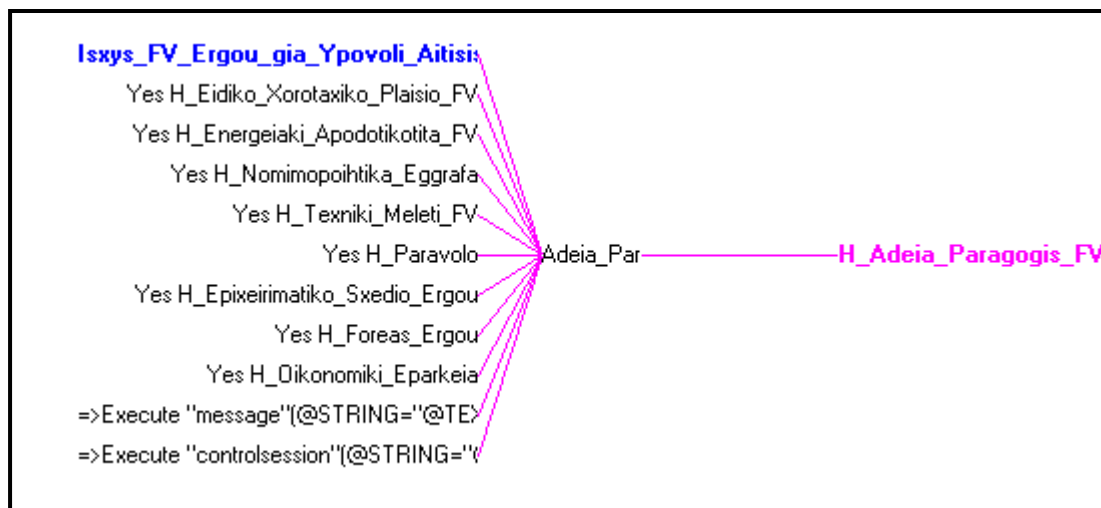 Isxys_FV_Ergou_gia_Ypovoli_Aitisis
Yes H_Eidiko_Xorotaxiko_Plaisio_FV
Yes H_Energeiaki_Apodotikotita_FV
Yes H_Nomimopoihtika_Eggrafa
Yes H_Texniki_Meleti_FV
Yes H_Paravolo
Adeia_Par
H_Adeia_Paragogis_FV
Yes H_Epixeirimatiko_Sxedio_Ergou
Yes H_Foreas_Ergou
Yes H_Oikonomiki_Eparkeia
=>Execute "message"(@STRING="@TEX
=>Execute "controlsession"(@STRING="